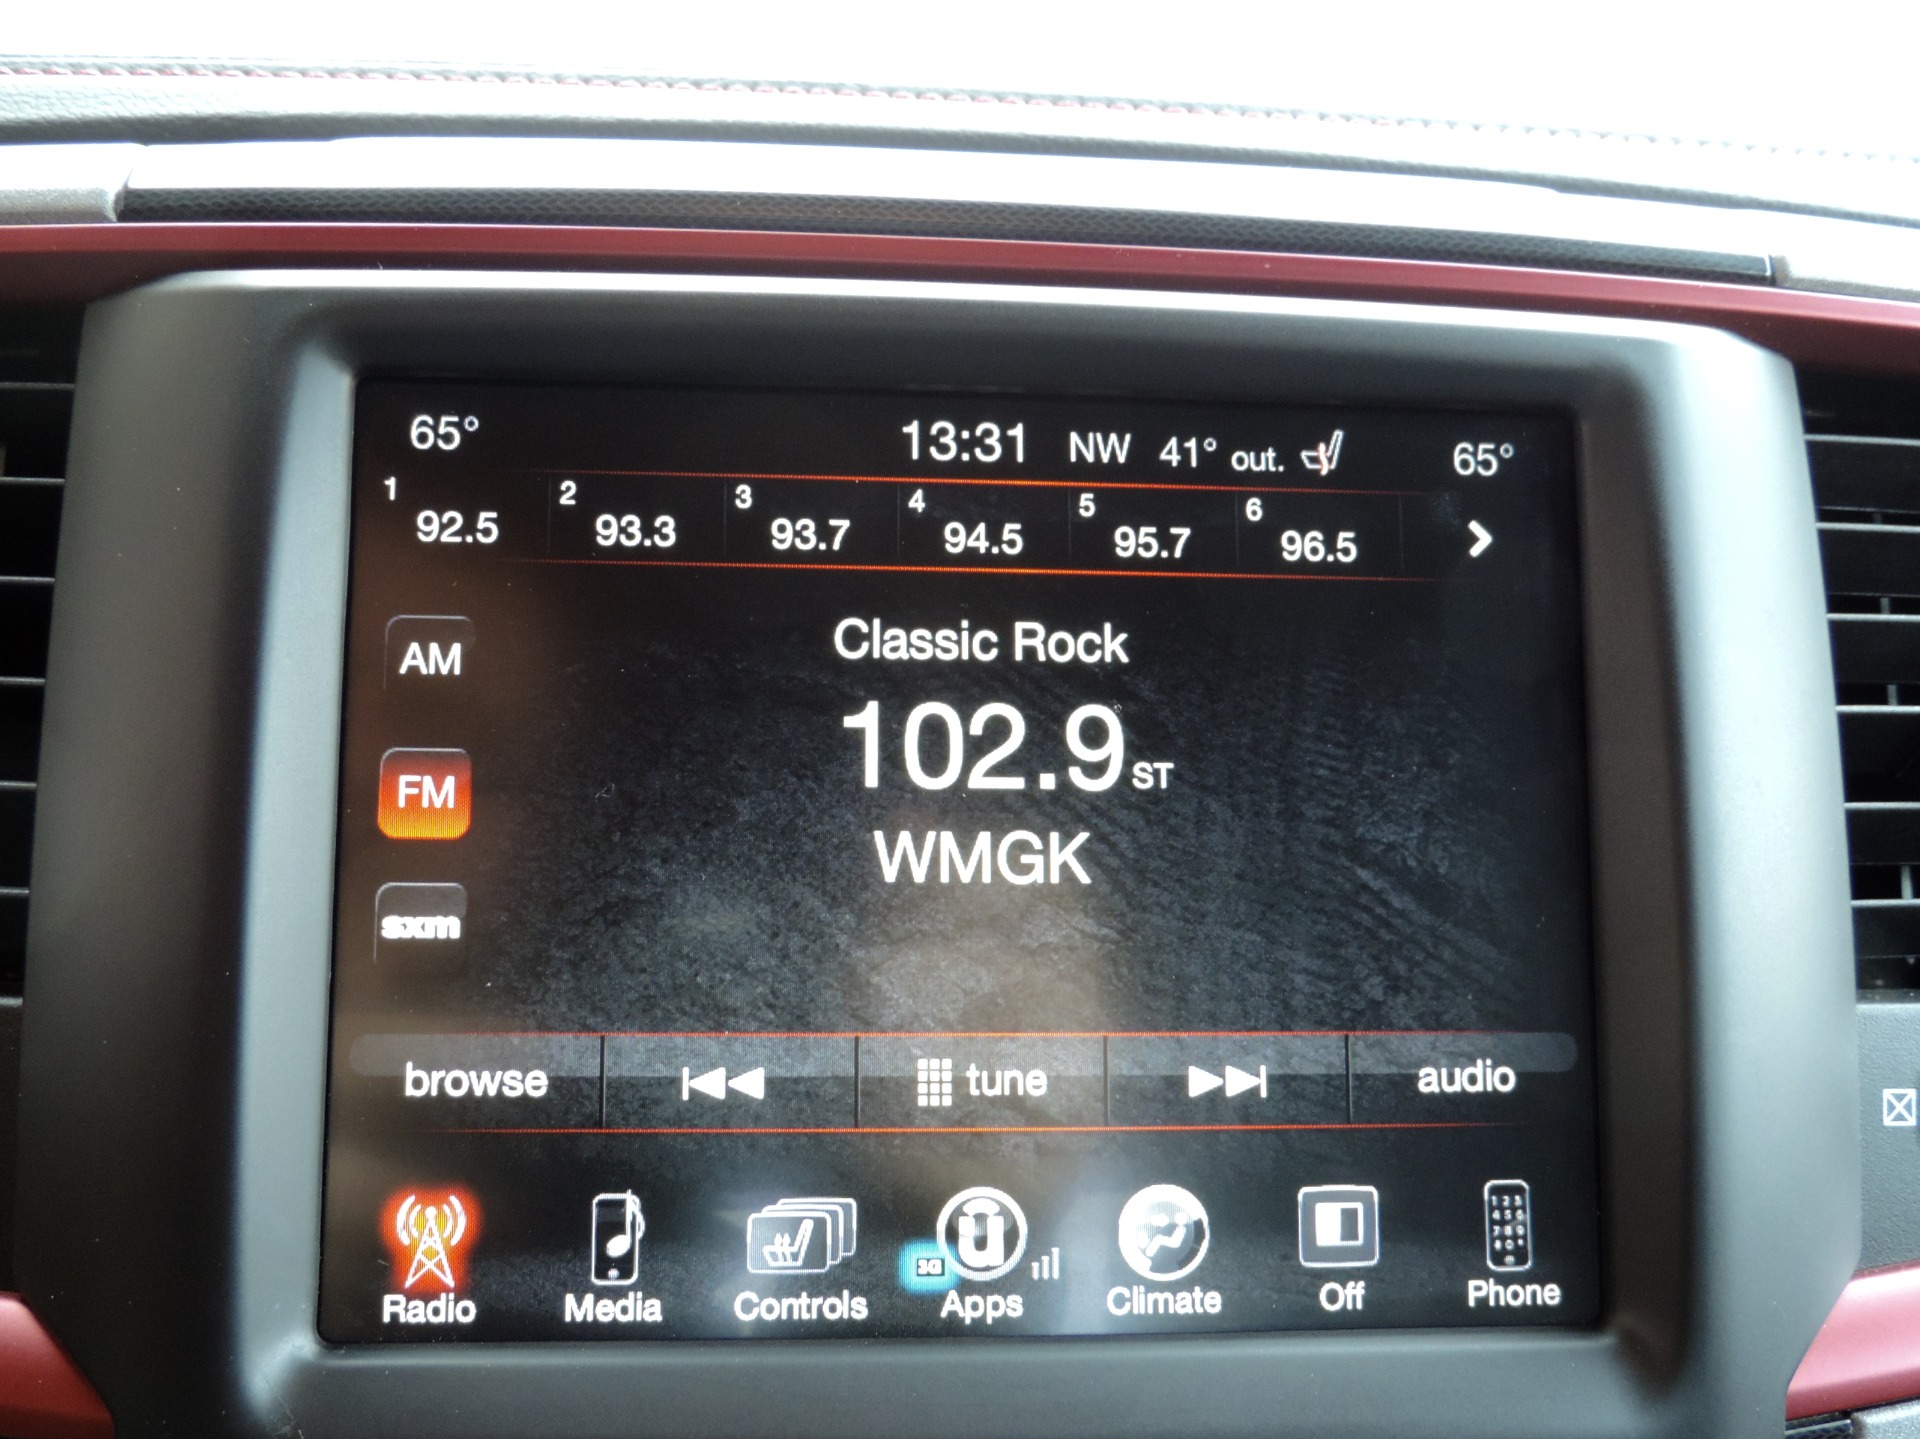 65° 13:31 NW 41° out. 65°
1 92.5 2 93.3 3 93.7 4 94.5 5 95.7 6 96.5
Classic Rock
AM
102.9 ST
FM
WMGK
sxm
browse tune audio
3G
Radio Media Controls Apps Climate Off Phone